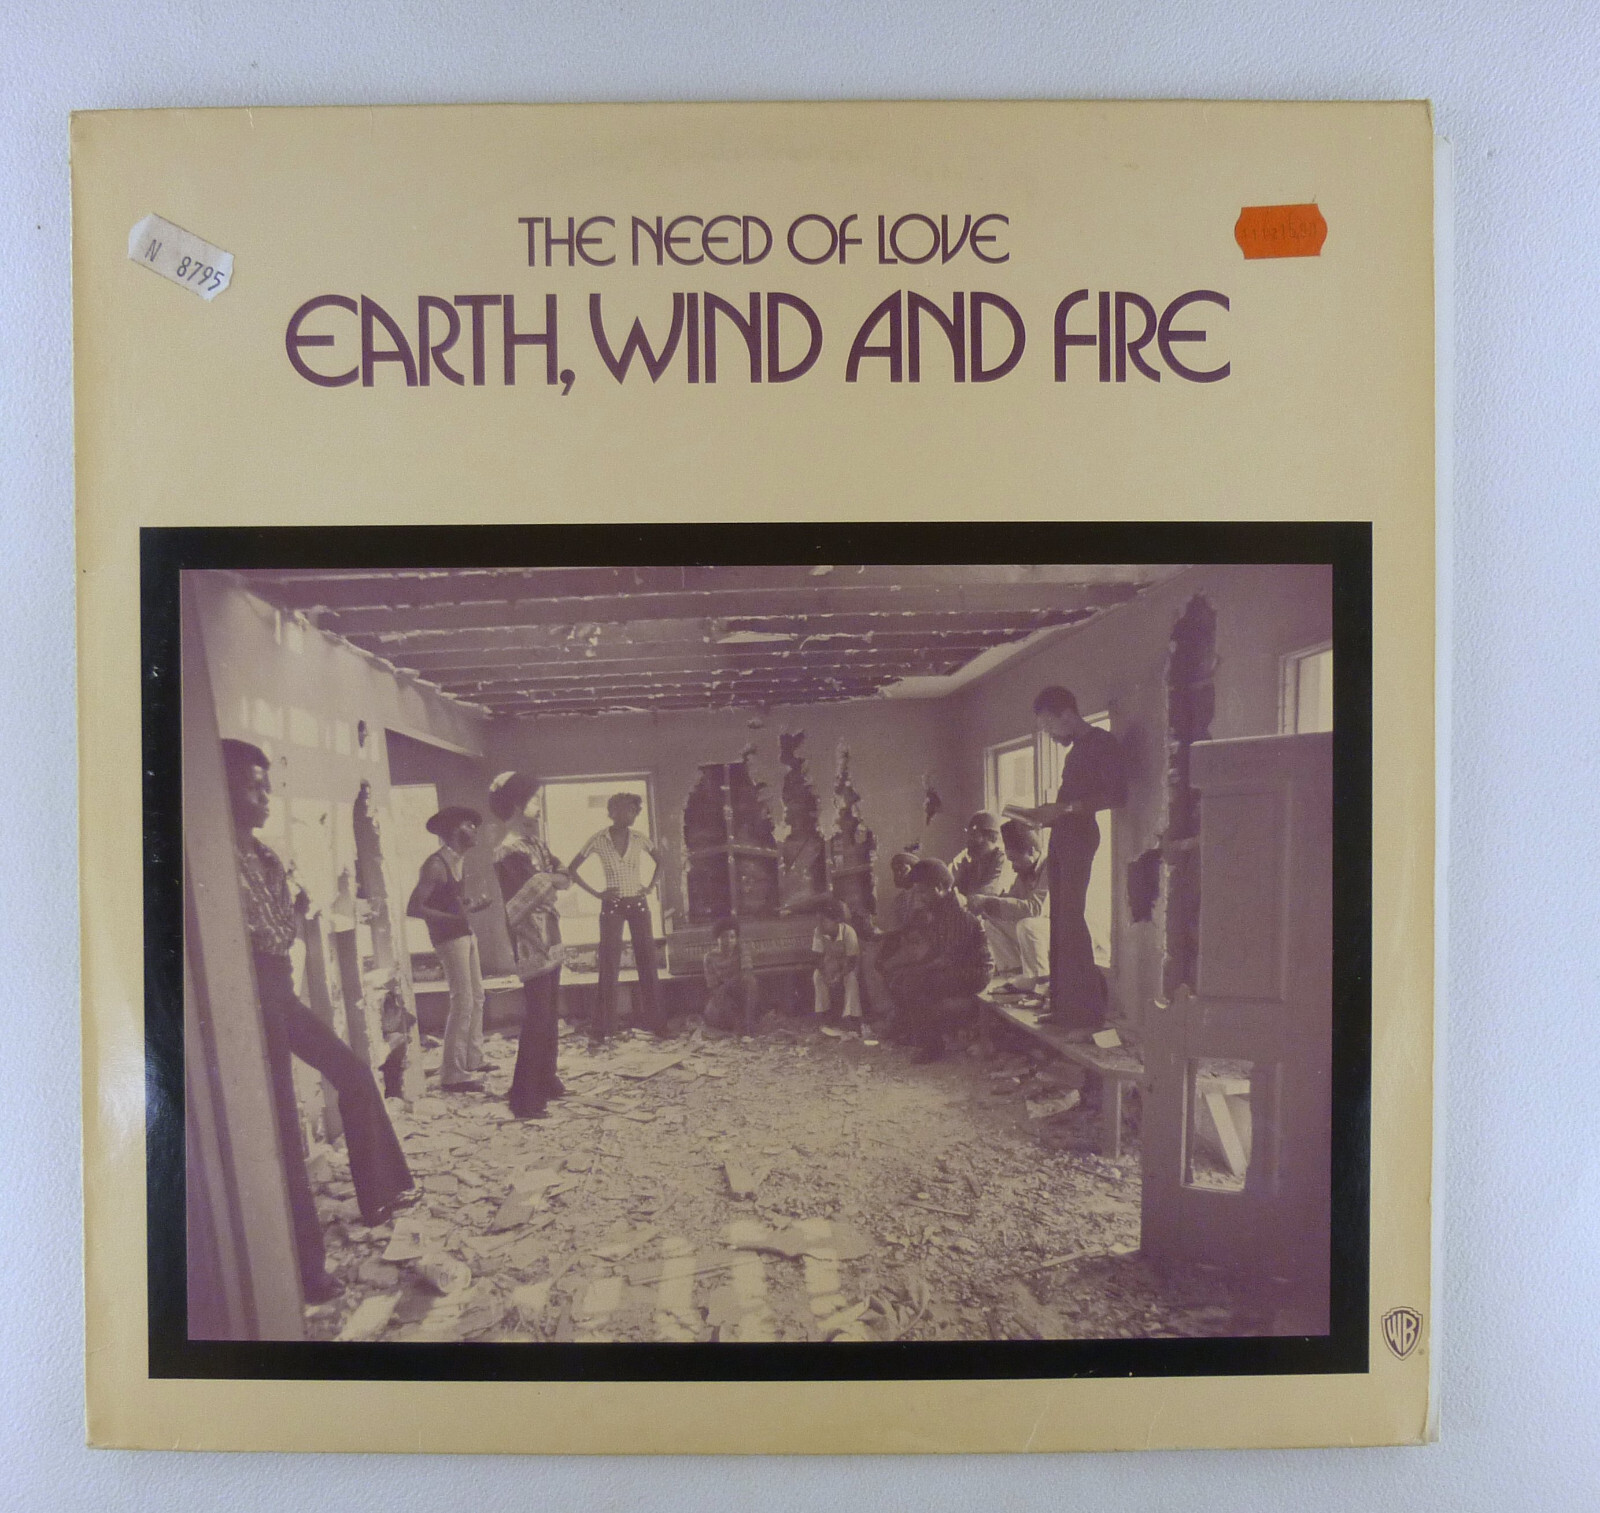 THE NEED OF LOVE
EARTH, WIND AND FIRE
N 8795
WB